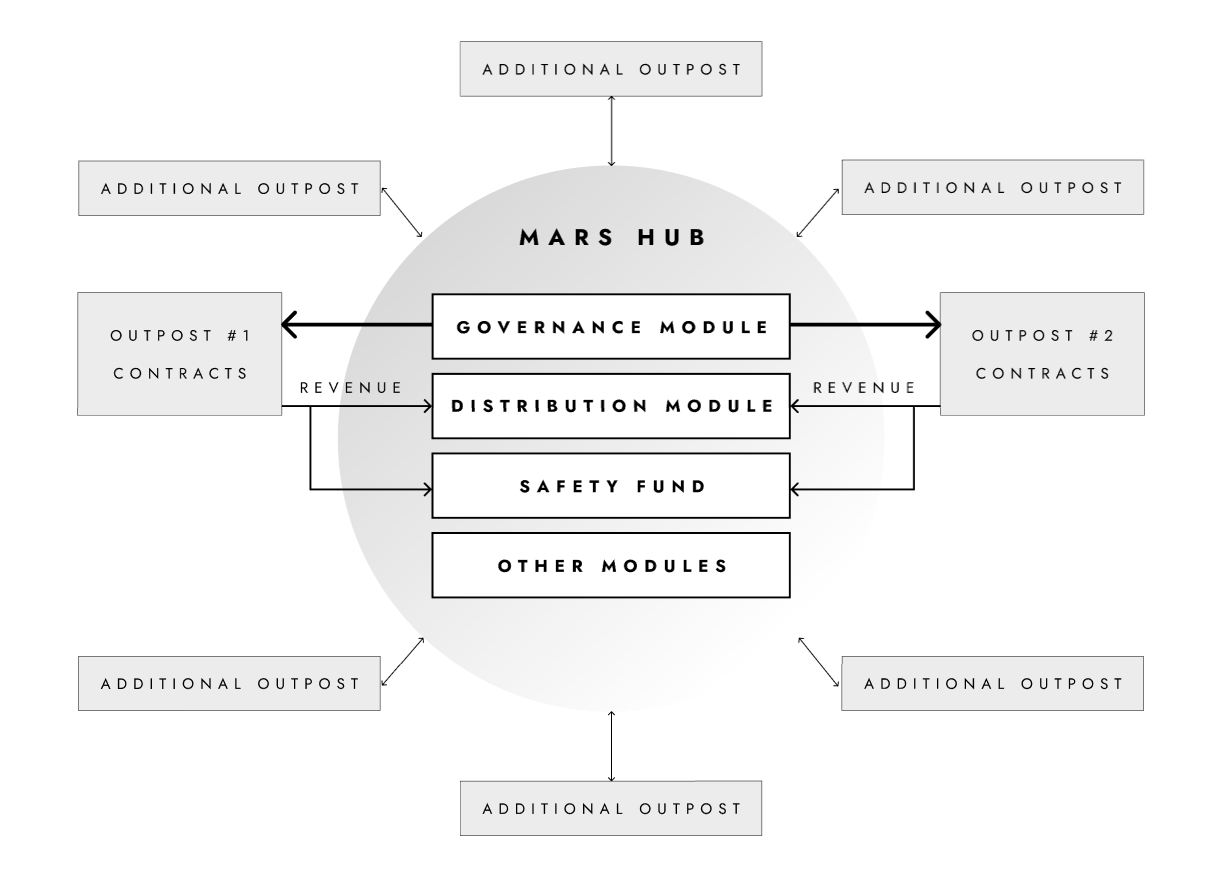 ADDITIONAL OUTPOST
ADDITIONAL OUTPOST
ADDITIONAL OUTPOST
MARS HUB
GOVERNANCE MODULE
OUTPOST #1
CONTRACTS
OUTPOST #2
CONTRACTS
REVENUE
REVENUE
DISTRIBUTION MODULE
SAFETY FUND
OTHER MODULES
ADDITIONAL OUTPOST
ADDITIONAL OUTPOST
ADDITIONAL OUTPOST